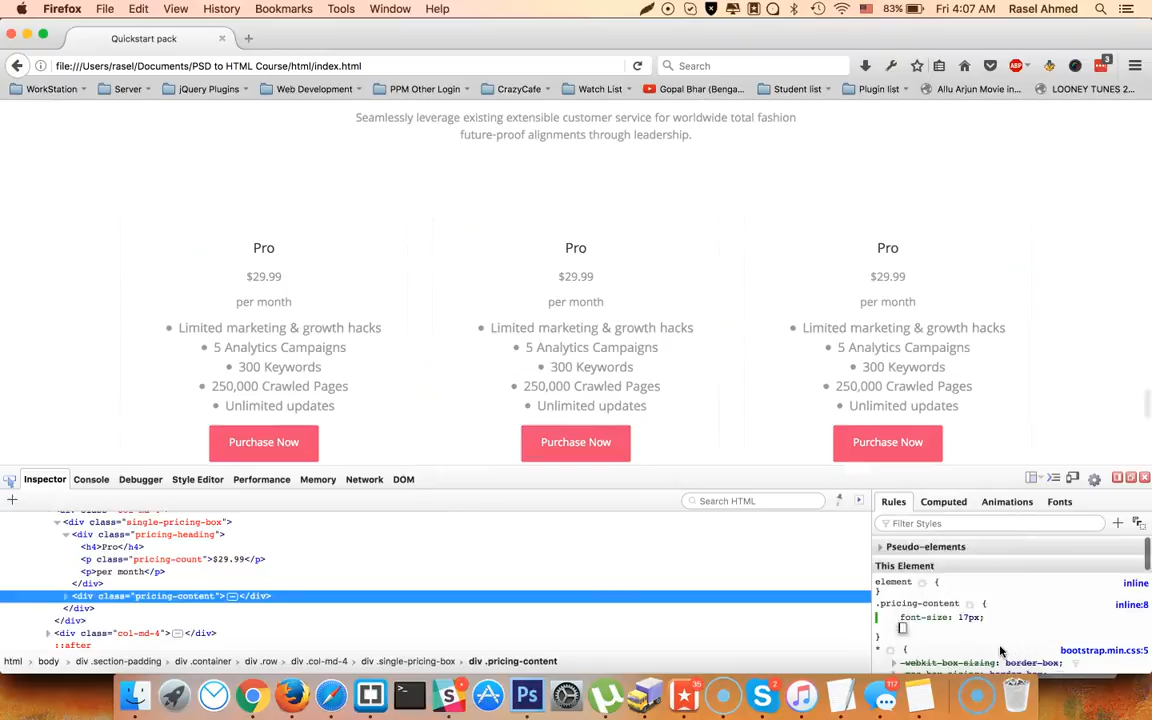 Firefox File Edit View History Bookmarks Tools Window Help 83% Fri 4:07 AM Rasel Ahmed
Quickstart pack
file:///Users/rasel/Documents/PSD to HTML Course/html/index.html Search 3
WorkStation Server jQuery Plugins Web Development PPM Other Login CrazyCafe Watch List Gopal Bhar (Benga... Student list Plugin list Allu Arjun Movie in... LOONEY TUNES 2...
Seamlessly leverage existing extensible customer service for worldwide total fashion
future-proof alignments through leadership.
Pro Pro Pro
$29.99 $29.99 $29.99
per month per month per month
• Limited marketing & growth hacks • Limited marketing & growth hacks • Limited marketing & growth hacks
• 5 Analytics Campaigns • 5 Analytics Campaigns • 5 Analytics Campaigns
• 300 Keywords • 300 Keywords • 300 Keywords
• 250,000 Crawled Pages • 250,000 Crawled Pages • 250,000 Crawled Pages
• Unlimited updates • Unlimited updates • Unlimited updates
Purchase Now Purchase Now Purchase Now
Inspector Console Debugger Style Editor Performance Memory Network DOM
Search HTML Rules Computed Animations Fonts
<div class="single-pricing-box"> Filter Styles
<div class="pricing-heading">
<h4>Pro</h4> Pseudo-elements
<p class="pricing-count">$29.99</p> This Element
<p>per month</p>
</div> element { inline
<div class="pricing-content"></div> }
</div> .pricing-content { inline:8
</div> font-size: 17px;
<div class="col-md-4"></div> }
::after * { bootstrap.min.css:5
html body div .section-padding div .container div .row div .col-md-4 div .single-pricing-box div .pricing-content -webkit-box-sizing: border-box;